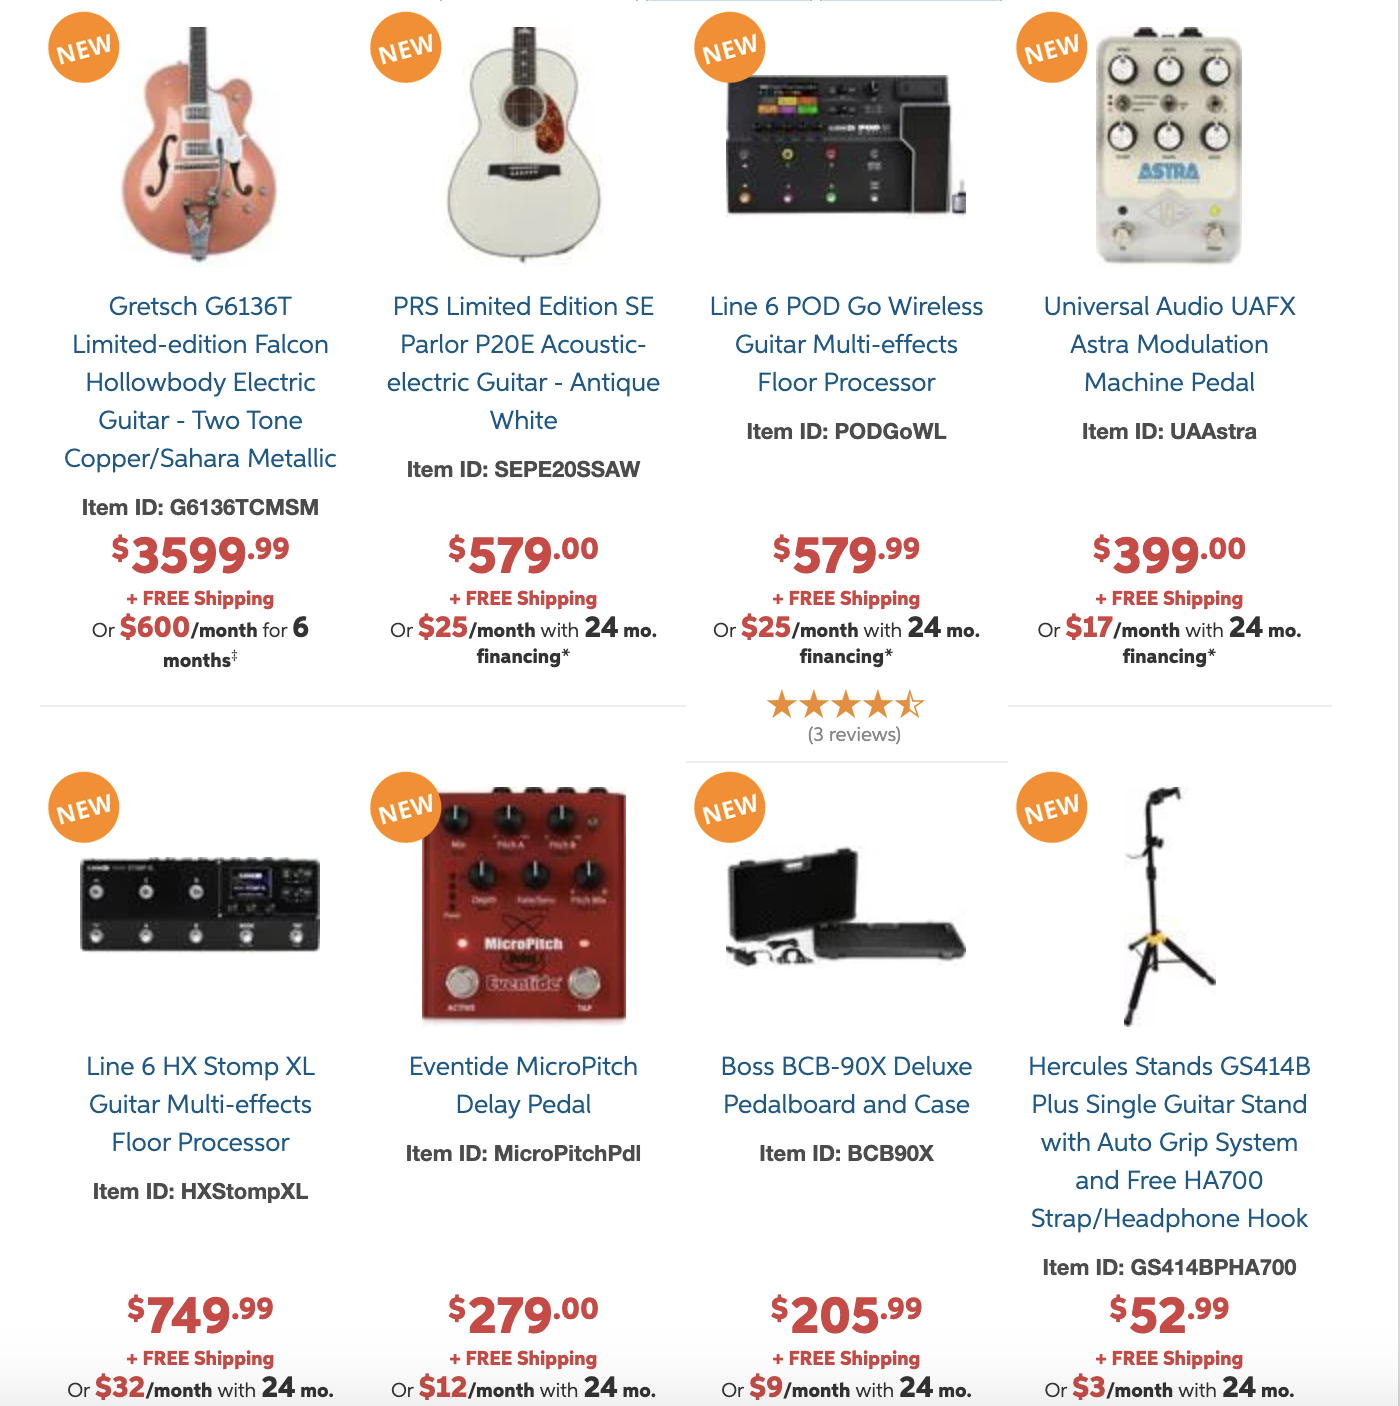 NEW
NEW
NEW
NEW
ASTRA
Gretsch G6136T
Limited-edition Falcon
Hollowbody Electric
Guitar - Two Tone
Copper/Sahara Metallic
Item ID: G6136TCMSM
$3599.99
+ FREE Shipping
Or $600/month for 6
months‡
PRS Limited Edition SE
Parlor P20E Acoustic-
electric Guitar - Antique
White
Item ID: SEPE20SSAW
$579.00
+ FREE Shipping
Or $25/month with 24 mo.
financing*
Line 6 POD Go Wireless
Guitar Multi-effects
Floor Processor
Item ID: PODGoWL
$579.99
+ FREE Shipping
Or $25/month with 24 mo.
financing*
(3 reviews)
Universal Audio UAFX
Astra Modulation
Machine Pedal
Item ID: UAAstra
$399.00
+ FREE Shipping
Or $17/month with 24 mo.
financing*
NEW
NEW
NEW
NEW
Mix Pitch A Pitch B
Depth Pitch Mix
MicroPitch
Delay
Eventide
ACTIVE TAP
Line 6 HX Stomp XL
Guitar Multi-effects
Floor Processor
Item ID: HXStompXL
$749.99
+ FREE Shipping
Or $32/month with 24 mo.
Eventide MicroPitch
Delay Pedal
Item ID: MicroPitchPdl
$279.00
+ FREE Shipping
Or $12/month with 24 mo.
Boss BCB-90X Deluxe
Pedalboard and Case
Item ID: BCB90X
$205.99
+ FREE Shipping
Or $9/month with 24 mo.
Hercules Stands GS414B
Plus Single Guitar Stand
with Auto Grip System
and Free HA700
Strap/Headphone Hook
Item ID: GS414BPHA700
$52.99
+ FREE Shipping
Or $3/month with 24 mo.